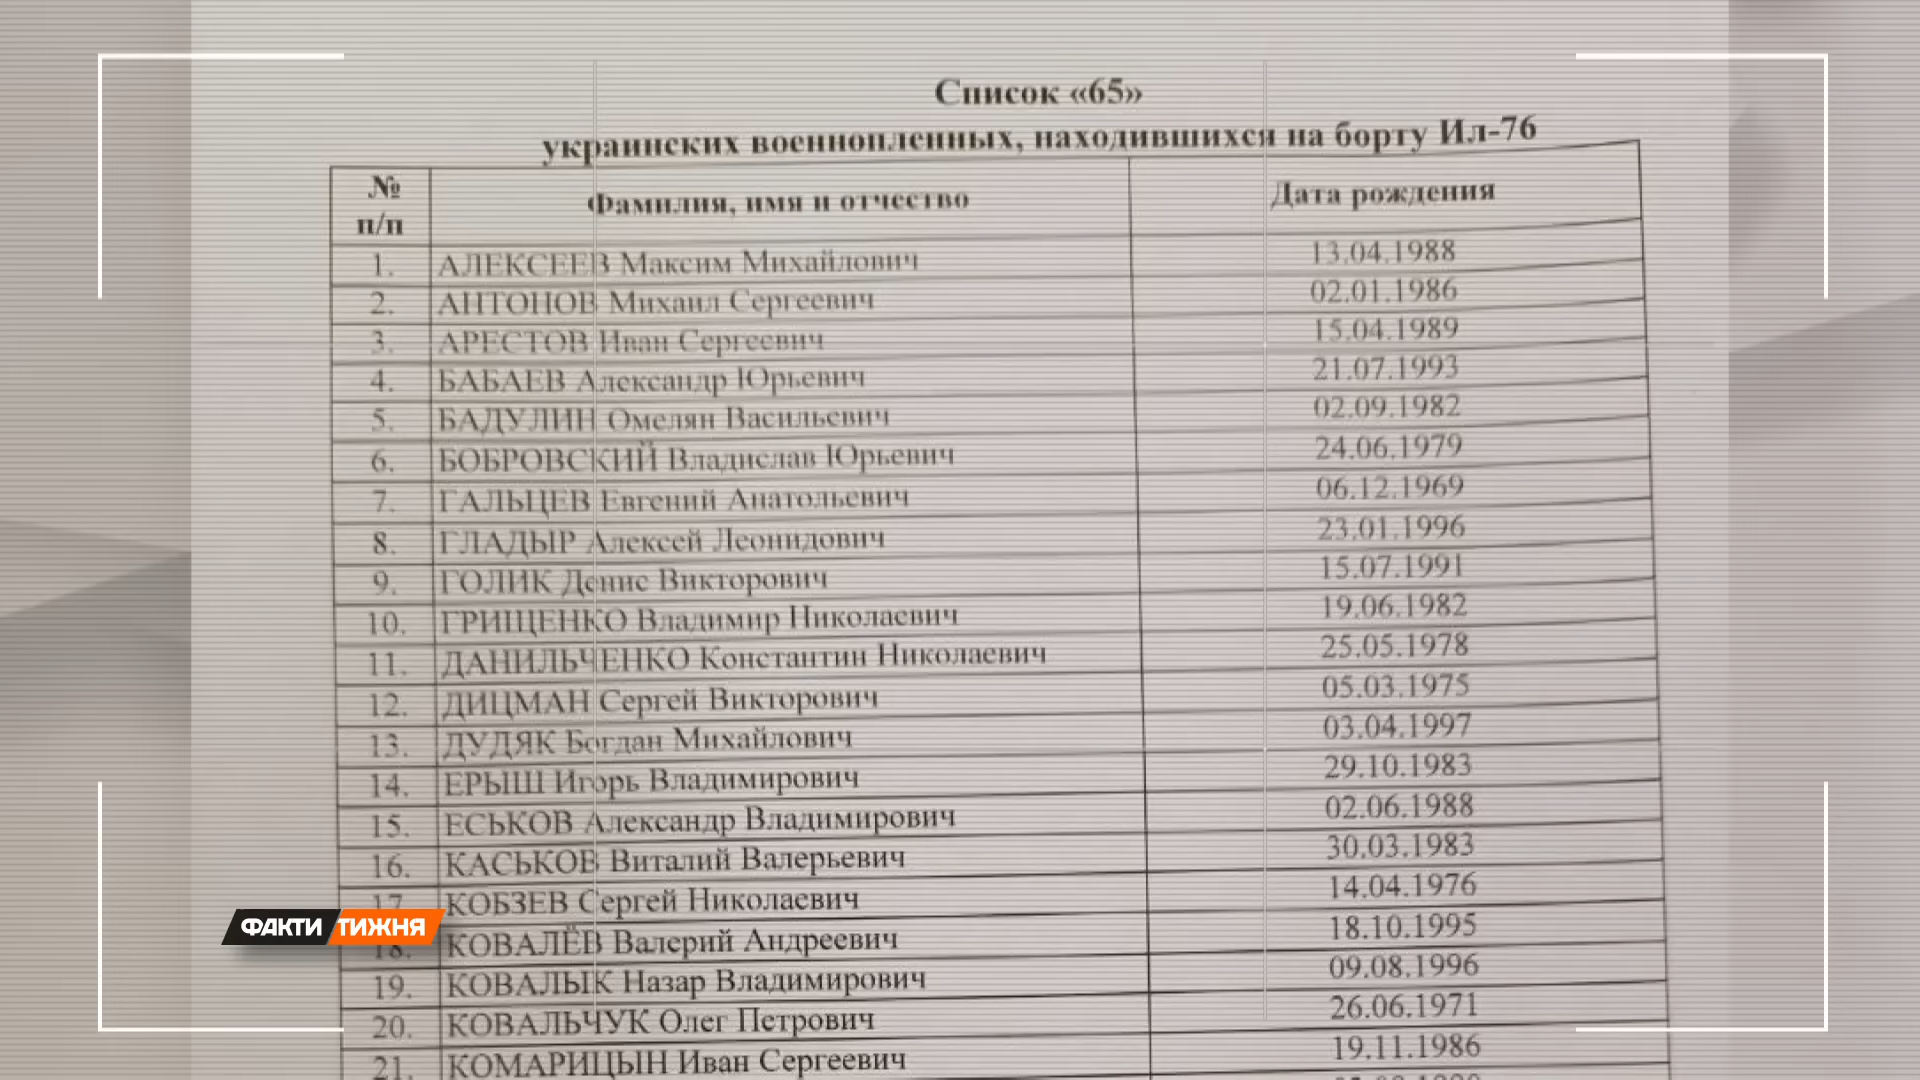 Список «65»
украинских военнопленных, находившихся на борту Ил-76
№ п/п Фамилия, имя и отчество Дата рождения
1. АЛЕКСЕЕВ Максим Михайлович 13.04.1988
2. АНТОНОВ Михаил Сергеевич 02.01.1986
3. АРЕСТОВ Иван Сергеевич 15.04.1989
4. БАБАЕВ Александр Юрьевич 21.07.1993
5. БАДУЛИН Омелян Васильевич 02.09.1982
6. БОБРОВСКИЙ Владислав Юрьевич 24.06.1979
7. ГАЛЬЦЕВ Евгений Анатольевич 06.12.1969
8. ГЛАДЫР Алексей Леонидович 23.01.1996
9. ГОЛИК Денис Викторович 15.07.1991
10. ГРИЩЕНКО Владимир Николаевич 19.06.1982
11. ДАНИЛЬЧЕНКО Константин Николаевич 25.05.1978
12. ДИЦМАН Сергей Викторович 05.03.1975
13. ДУДЯК Богдан Михайлович 03.04.1997
14. ЕРЫШ Игорь Владимирович 29.10.1983
15. ЕСЬКОВ Александр Владимирович 02.06.1988
16. КАСЬКОВ Виталий Валерьевич 30.03.1983
17. КОБЗЕВ Сергей Николаевич 14.04.1976
ФАКТИ ТИЖНЯ
18. КОВАЛЁВ Валерий Андреевич 18.10.1995
19. КОВАЛЫК Назар Владимирович 09.08.1996
20. КОВАЛЬЧУК Олег Петрович 26.06.1971
21. КОМАРИЦЫН Иван Сергеевич 19.11.1986